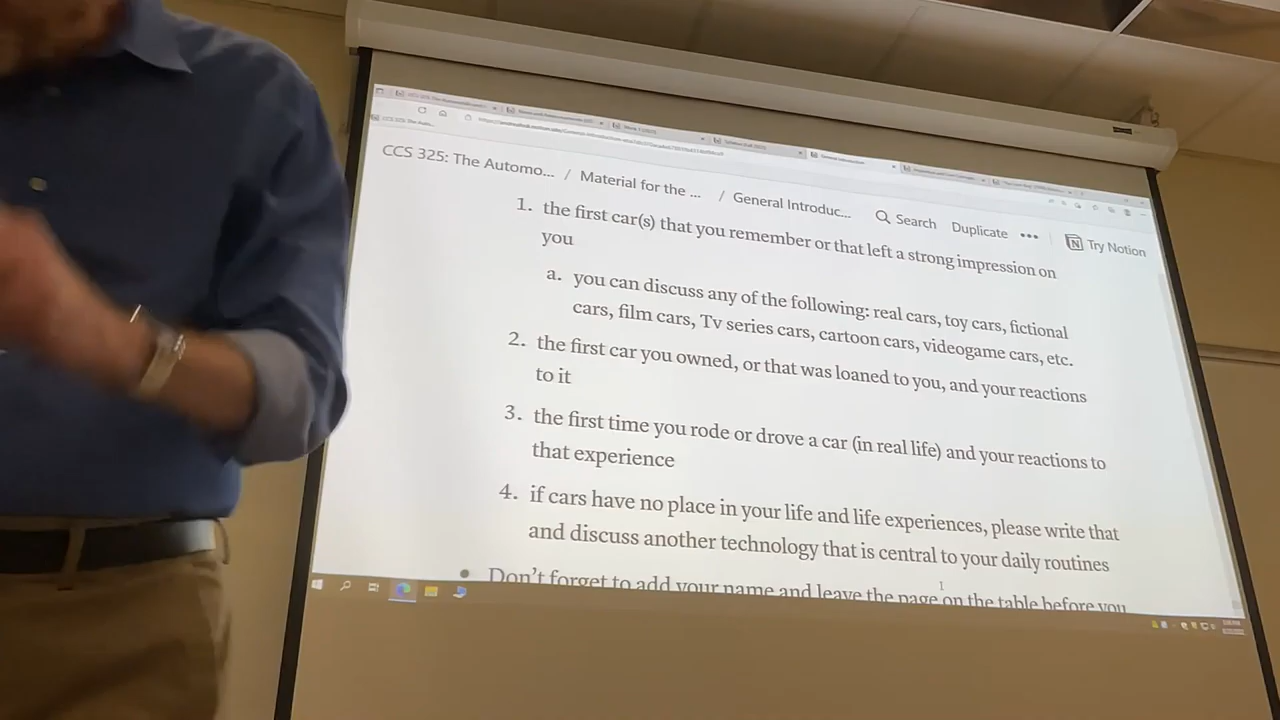 CCS 325: The Automo... / Material for the ... / General Introduc... Search Duplicate ••• Try Notion
1. the first car(s) that you remember or that left a strong impression on
you
a. you can discuss any of the following: real cars, toy cars, fictional
cars, film cars, Tv series cars, cartoon cars, videogame cars, etc.
2. the first car you owned, or that was loaned to you, and your reactions
to it
3. the first time you rode or drove a car (in real life) and your reactions to
that experience
4. if cars have no place in your life and life experiences, please write that
and discuss another technology that is central to your daily routines
• Don't forget to add your name and leave the page on the table before you